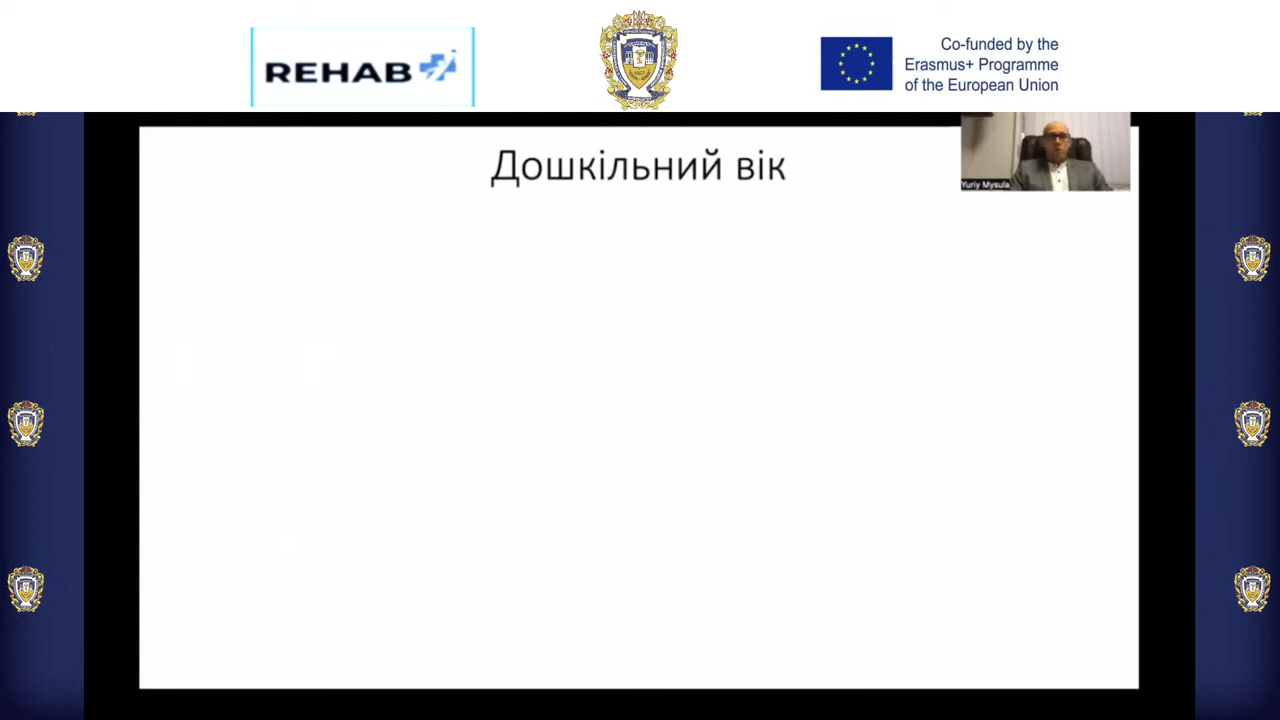 REHAB
Co-funded by the
Erasmus+ Programme
of the European Union
Дошкільний вік
Yuriy Mysula